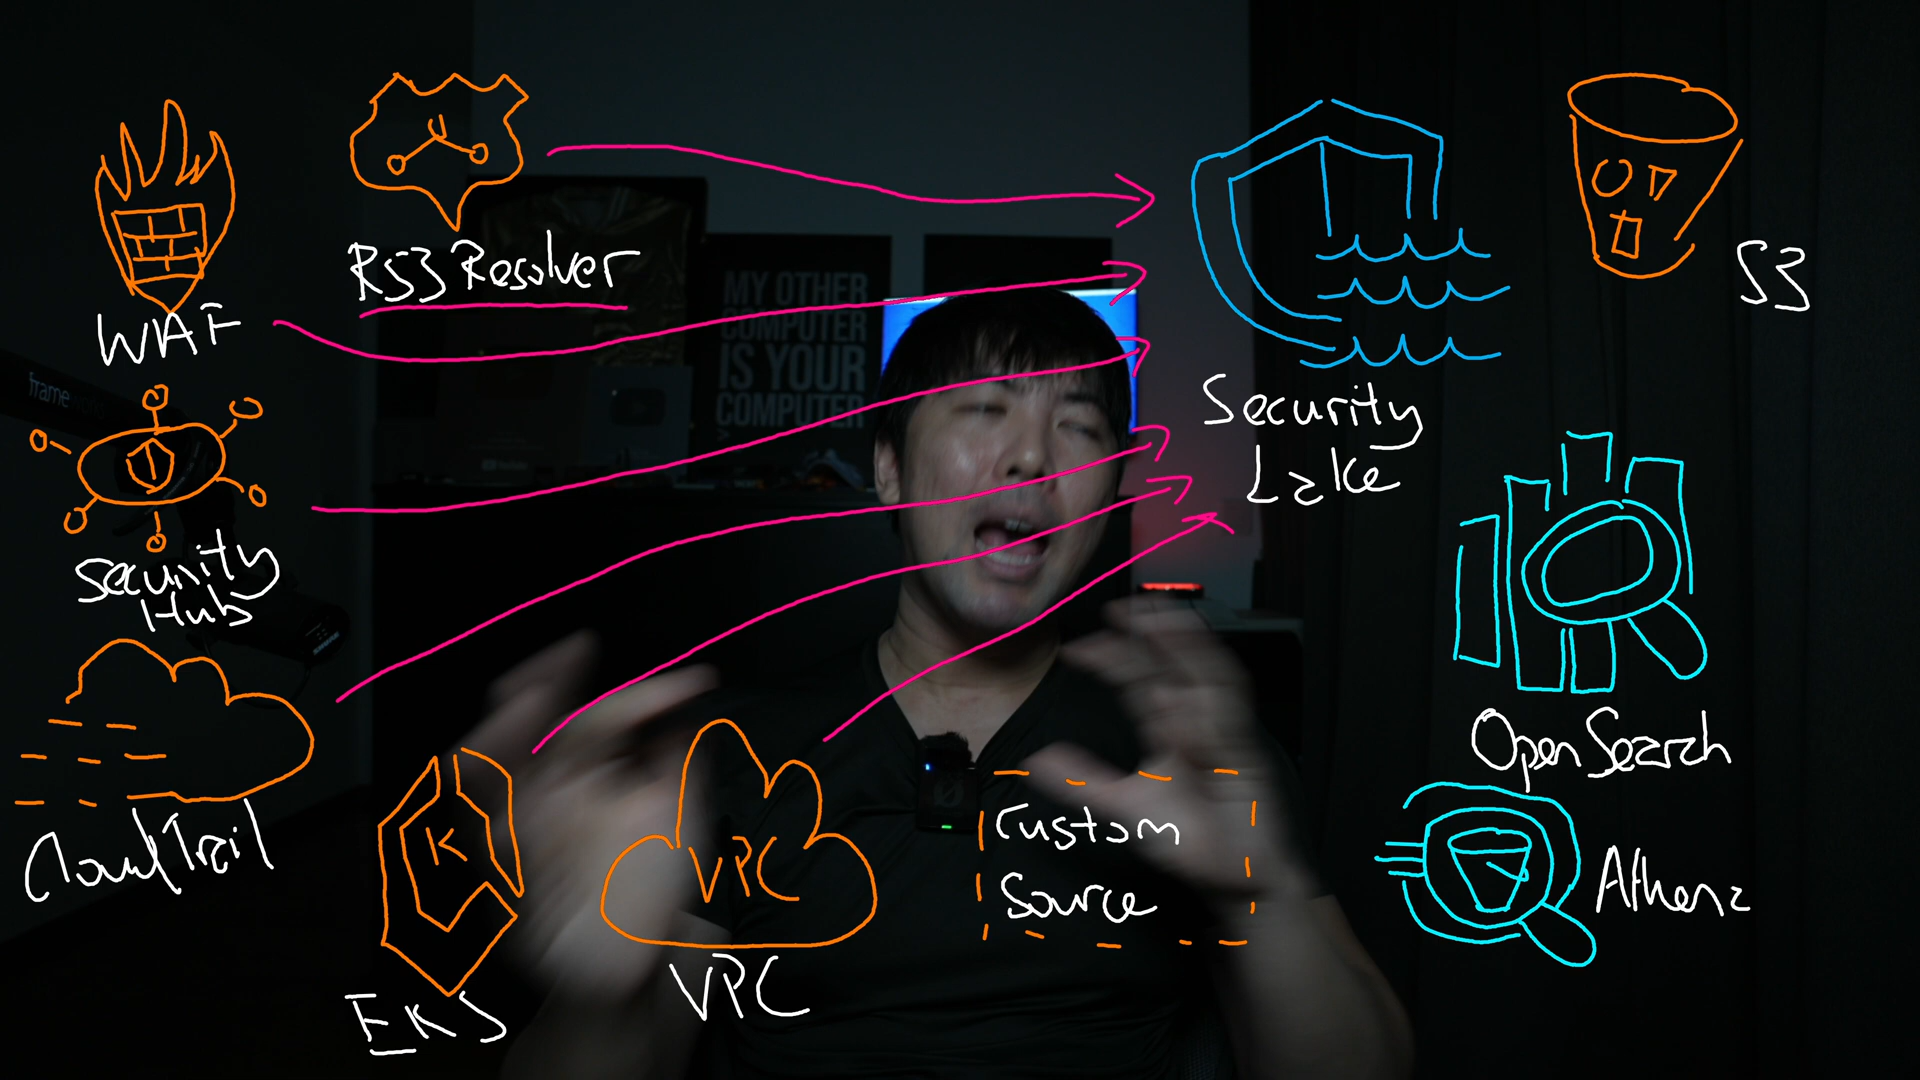 WAF
R53 Resolver
Security
Hub
CloudTrail
K
EKS
VPC
VPC
Custom
Source
Security
Lake
S3
OpenSearch
Athena
MY OTHER
COMPUTER
IS YOUR
COMPUTER
frame